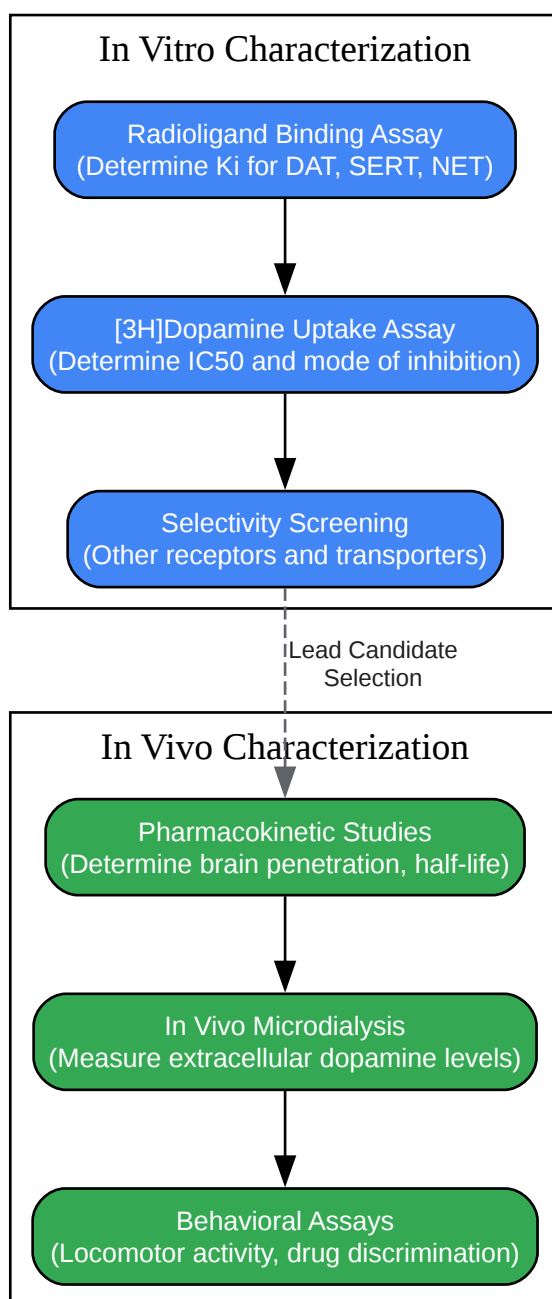 In Vitro Characterization
Radioligand Binding Assay
(Determine Ki for DAT, SERT, NET)
[3H]Dopamine Uptake Assay
(Determine IC50 and mode of inhibition)
Selectivity Screening
(Other receptors and transporters)
Lead Candidate
Selection
In Vivo Characterization
Pharmacokinetic Studies
(Determine brain penetration, half-life)
In Vivo Microdialysis
(Measure extracellular dopamine levels)
Behavioral Assays
(Locomotor activity, drug discrimination)